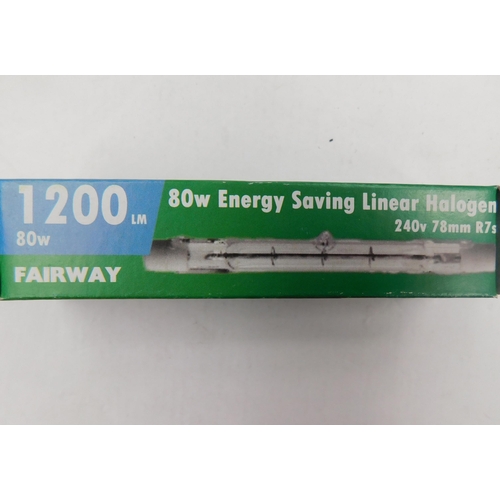 1200 LM
80w
FAIRWAY
80w Energy Saving Linear Halogen
240v 78mm R7s